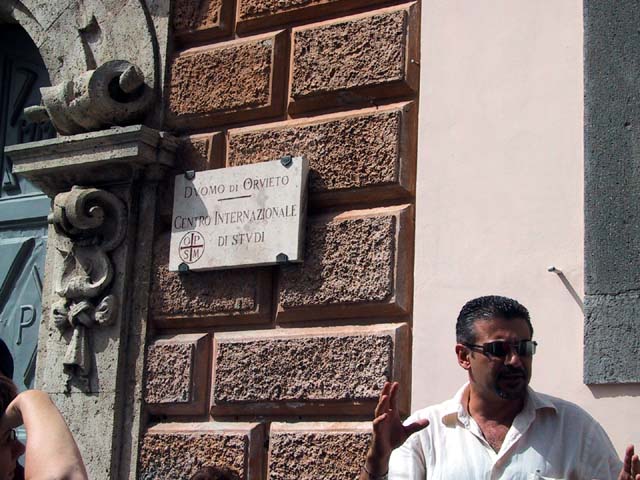 DVOMO DI ORVIETO
CENTRO INTERNAZIONALE
DI STVDI
O P
S M
P